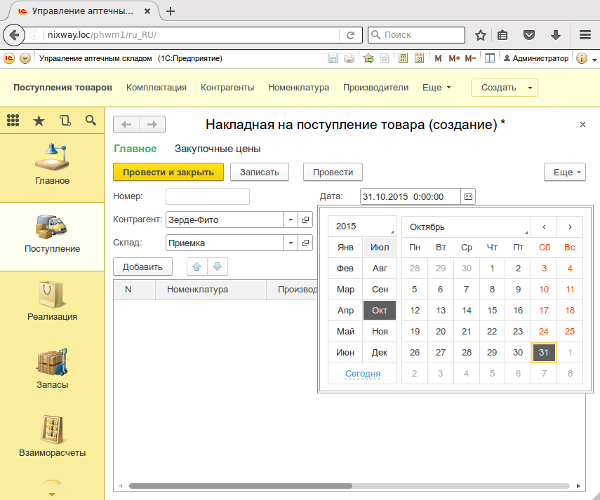 Управление аптечны...
nixway.loc/phwm1/ru_RU/
Поиск
Управление аптечным складом (1С:Предприятие)
M M+ M-
Администратор
Поступления товаров Комплектация Контрагенты Номенклатура Производители Еще Создать
Главное
Поступление
Реализация
Запасы
Взаиморасчеты
Накладная на поступление товара (создание) *
Главное Закупочные цены
Провести и закрыть Записать Провести Еще
Номер: Дата: 31.10.2015 0:00:00
Контрагент: Зерде-Фито
Склад: Приемка
Добавить
N Номенклатура Производ
2015 Октябрь
Янв Июл Пн Вт Ср Чт Пт Сб Вс
Фев Авг 28 29 30 1 2 3 4
Мар Сен 5 6 7 8 9 10 11
Апр Окт 12 13 14 15 16 17 18
Май Ноя 19 20 21 22 23 24 25
Июн Дек 26 27 28 29 30 31 1
Сегодня 2 3 4 5 6 7 8